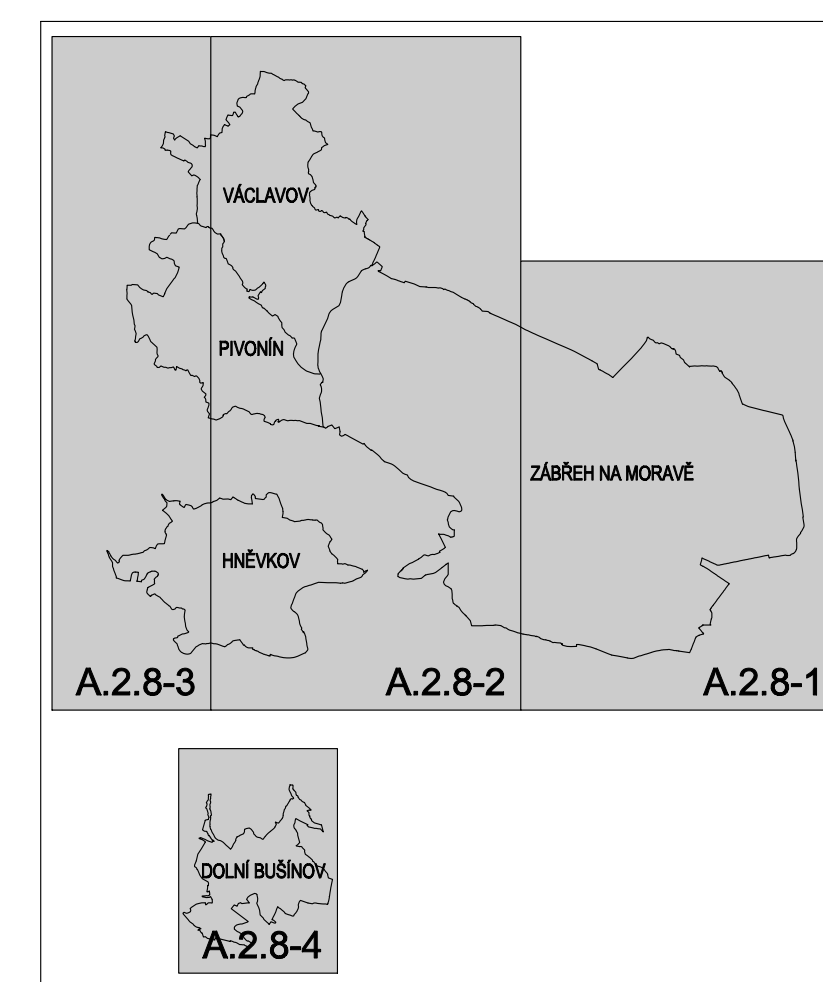 VÁCLAVOV
PIVONÍN
ZÁBŘEH NA MORAVĚ
HNĚVKOV
A.2.8-3
A.2.8-2
A.2.8-1
DOLNÍ BUŠÍNOV
A.2.8-4